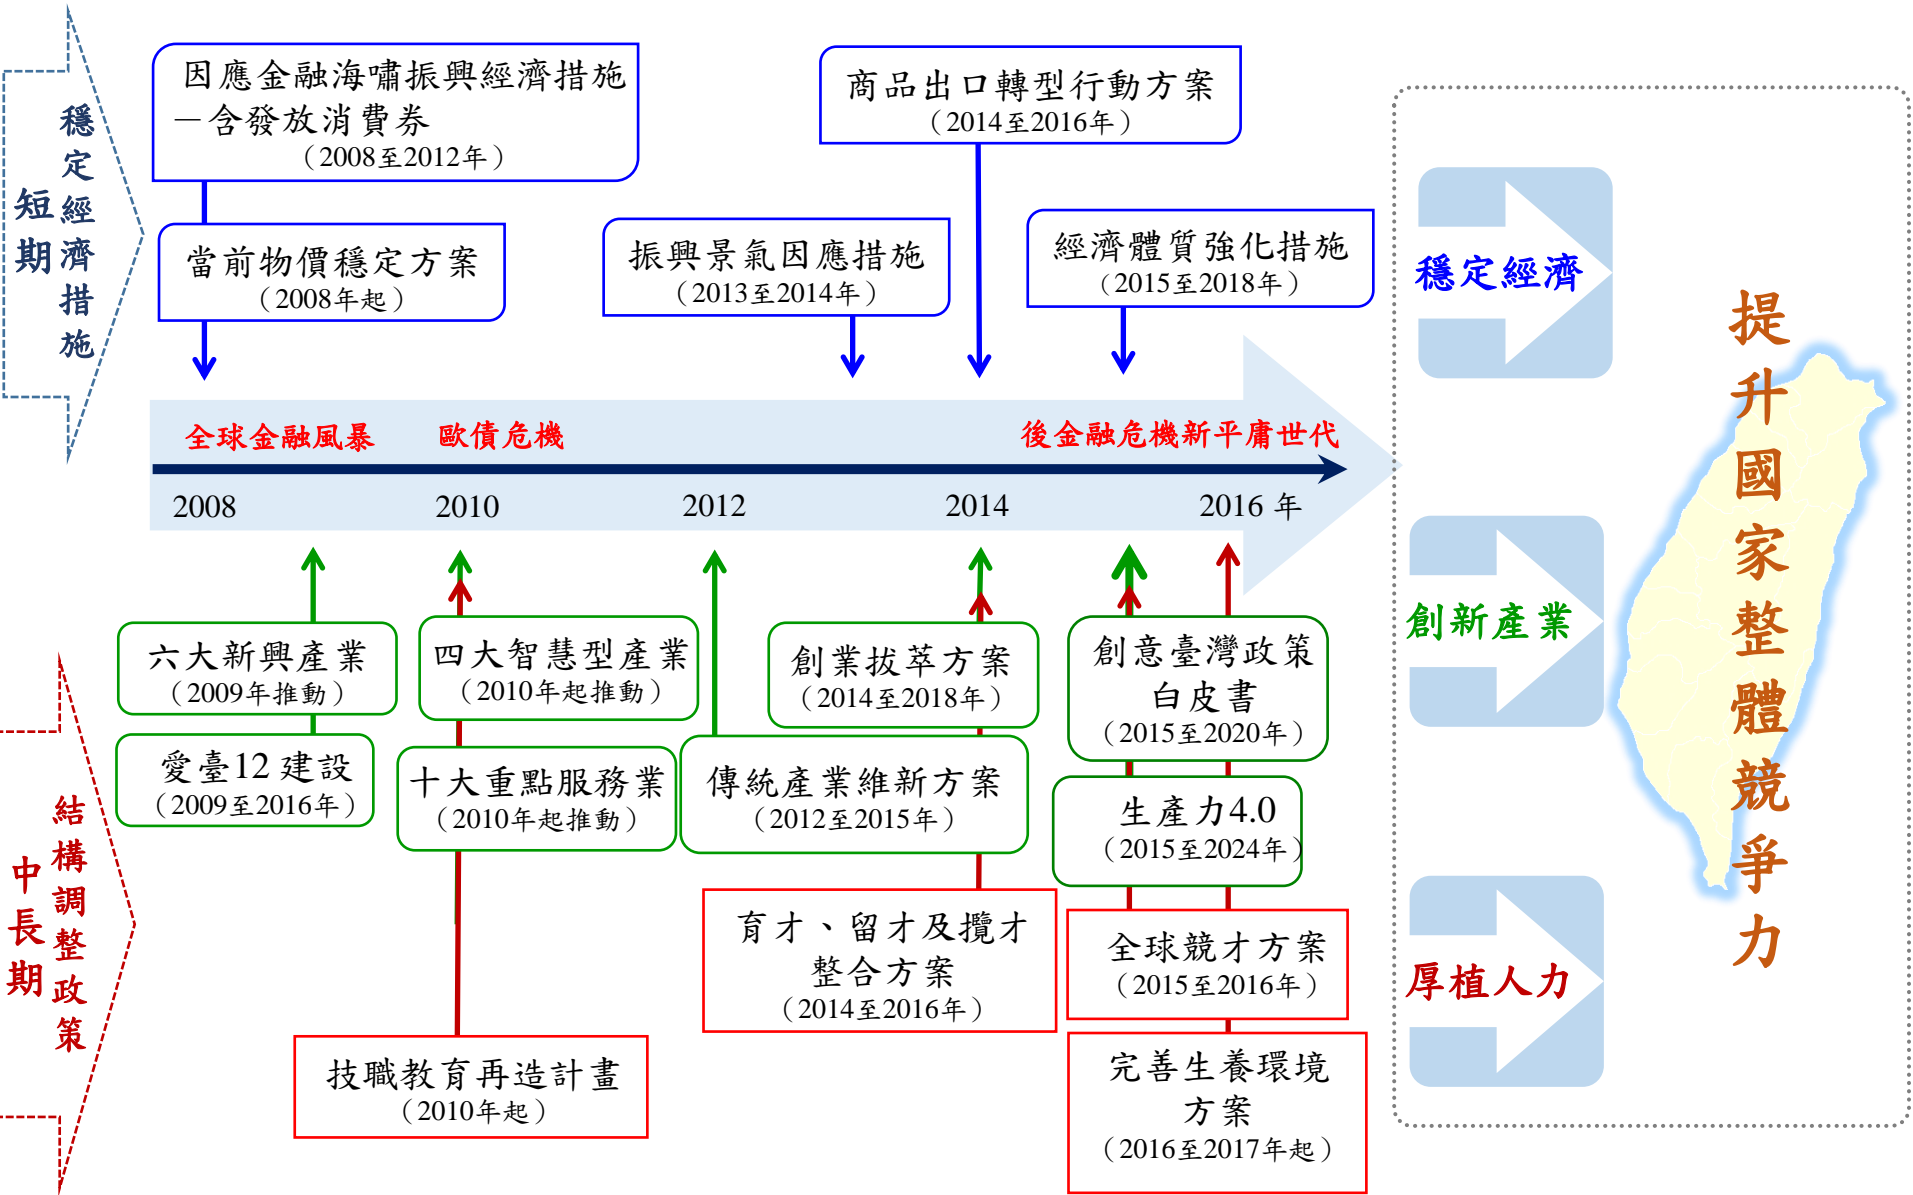 短期
穩定經濟措施
因應金融海嘯振興經濟措施
－含發放消費券
（2008至2012年）
當前物價穩定方案
（2008年起）
振興景氣因應措施
（2013至2014年）
商品出口轉型行動方案
（2014至2016年）
經濟體質強化措施
（2015至2018年）
全球金融風暴
歐債危機
後金融危機新平庸世代
2008
2010
2012
2014
2016 年
中長期
結構調整政策
六大新興產業
（2009年推動）
愛臺12 建設
（2009至2016年）
四大智慧型產業
（2010年起推動）
十大重點服務業
（2010年起推動）
技職教育再造計畫
（2010年起）
傳統產業維新方案
（2012至2015年）
創業拔萃方案
（2014至2018年）
育才、留才及攬才
整合方案
（2014至2016年）
創意臺灣政策
白皮書
（2015至2020年）
生產力4.0
（2015至2024年）
全球競才方案
（2015至2016年）
完善生養環境
方案
（2016至2017年起）
穩定經濟
創新產業
厚植人力
提升國家整體競爭力